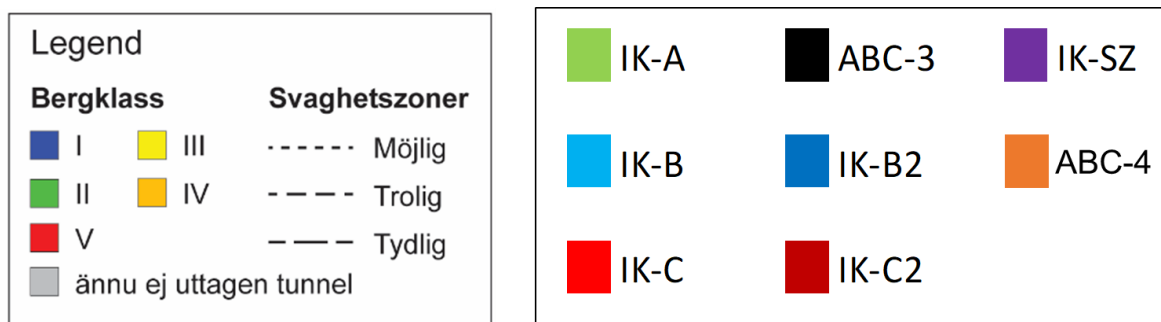 Legend
Bergklass Svaghetszoner
I III Möjlig
II IV Trolig
V Tydlig
ännu ej uttagen tunnel
IK-A ABC-3 IK-SZ
IK-B IK-B2 ABC-4
IK-C IK-C2